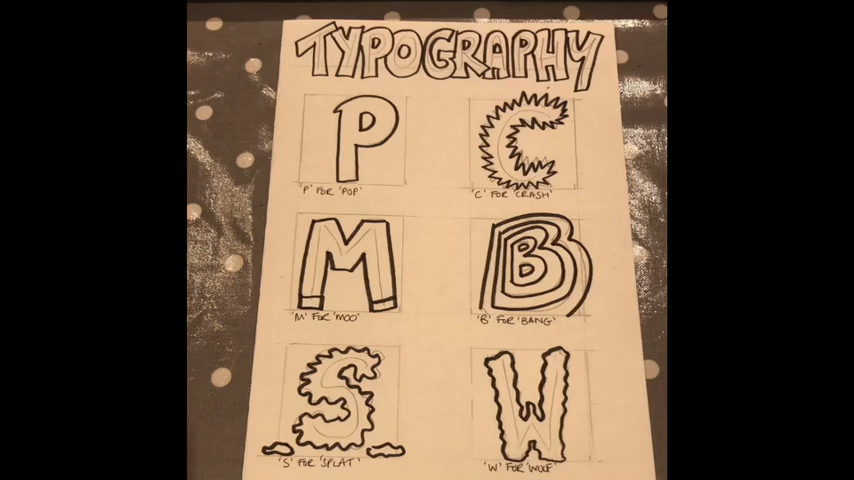 TYPOGRAPHY
P C
'P' FOR 'POP' 'C' FOR 'CRASH'
M B
'M' FOR 'MOO' 'B' FOR 'BANG'
S W
'S' FOR 'SPLAT' 'W' FOR 'WOOF'